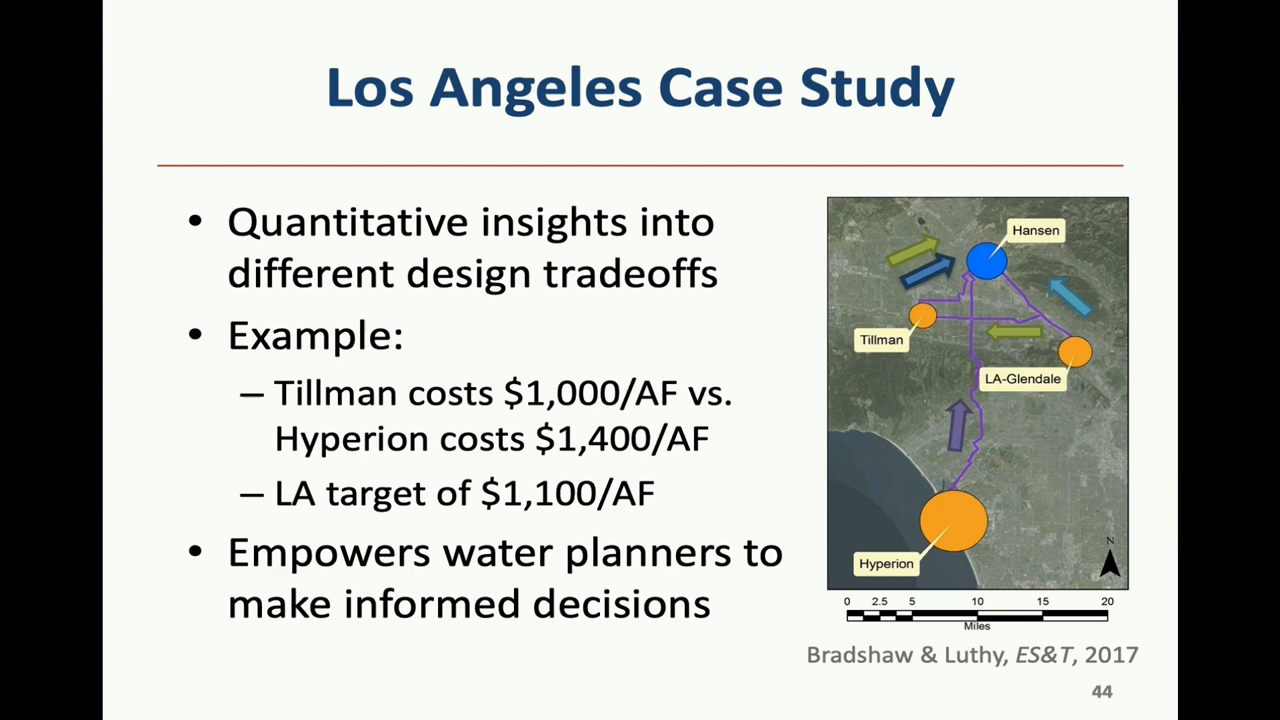 Los Angeles Case Study
• Quantitative insights into
different design tradeoffs
• Example:
– Tillman costs $1,000/AF vs.
Hyperion costs $1,400/AF
– LA target of $1,100/AF
• Empowers water planners to
make informed decisions
Hansen
Tillman
LA-Glendale
Hyperion
N
0 2.5 5 10 15 20
Miles
Bradshaw & Luthy, ES&T, 2017
44